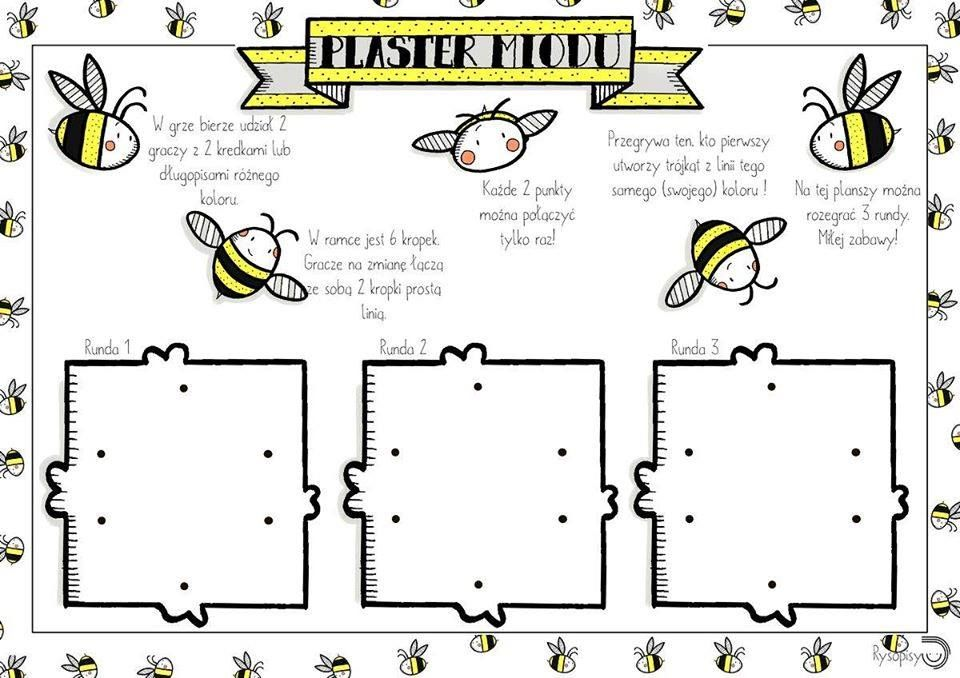 PLASTER MIODU
W grze bierze udział 2
graczy z 2 kredkami lub
długopisami różnego
koloru.
W ramce jest 6 kropek.
Gracze na zmianę łączą
ze sobą 2 kropki prostą
linią.
Każde 2 punkty
można połączyć
tylko raz!
Przegrywa ten, kto pierwszy
utworzy trójkąt z linii tego
samego (swojego) koloru !
Na tej planszy można
rozegrać 3 rundy.
Miłej zabawy!
Runda 1
Runda 2
Runda 3
Rysopisy